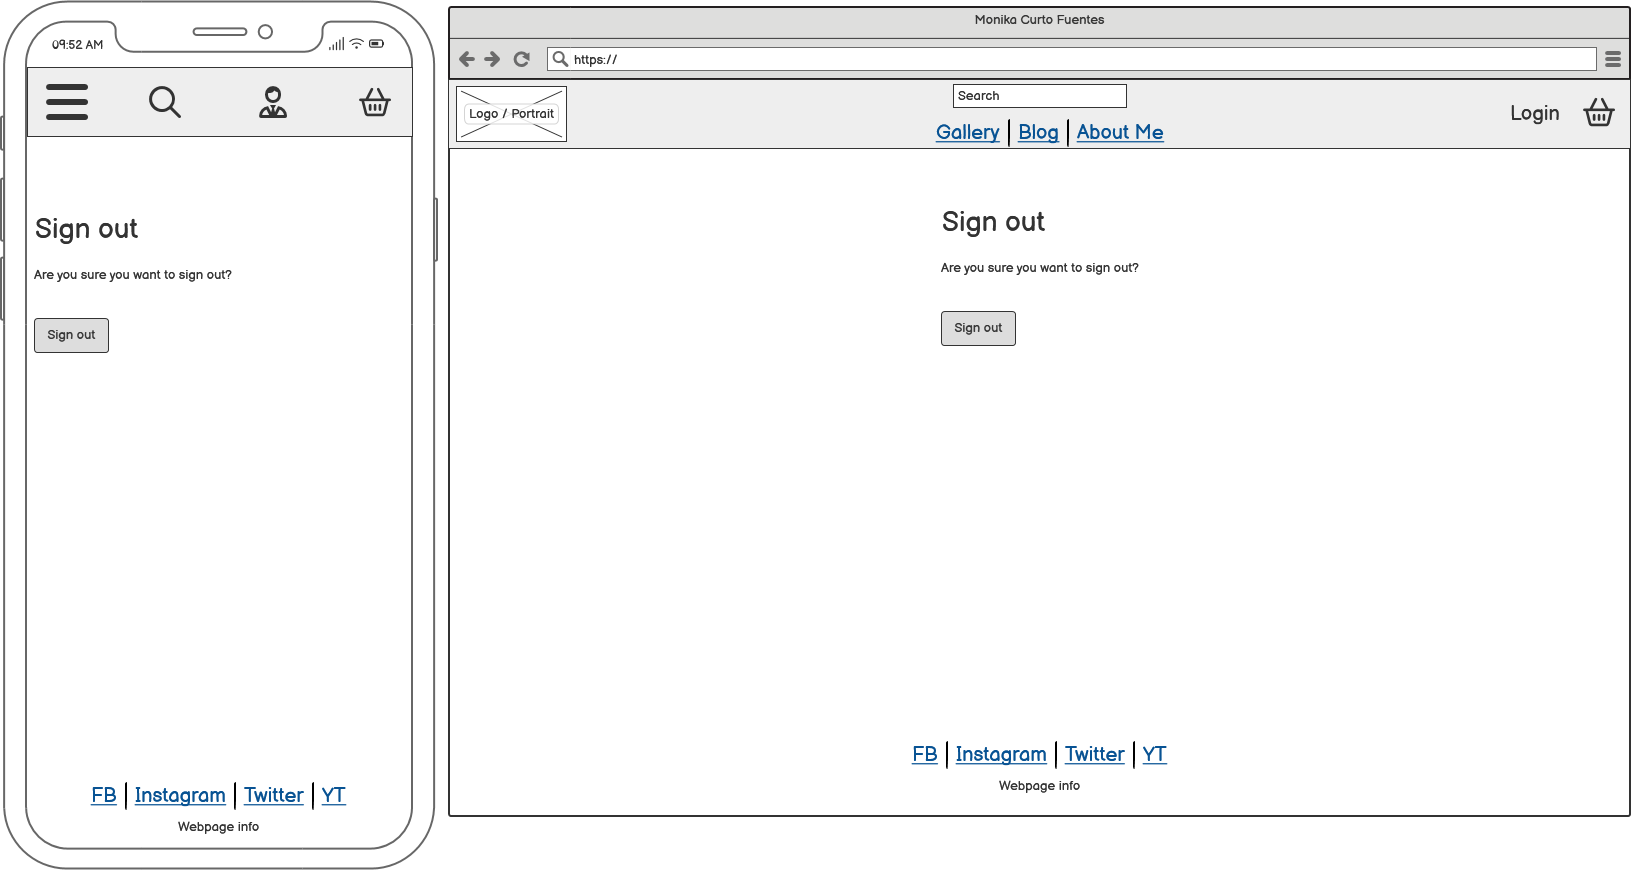 09:52 AM
Sign out
Are you sure you want to sign out?
Sign out
FB Instagram Twitter YT
Webpage info
Monika Curto Fuentes
https://
Logo / Portrait
Search
Gallery Blog About Me
Login
Sign out
Are you sure you want to sign out?
Sign out
FB Instagram Twitter YT
Webpage info